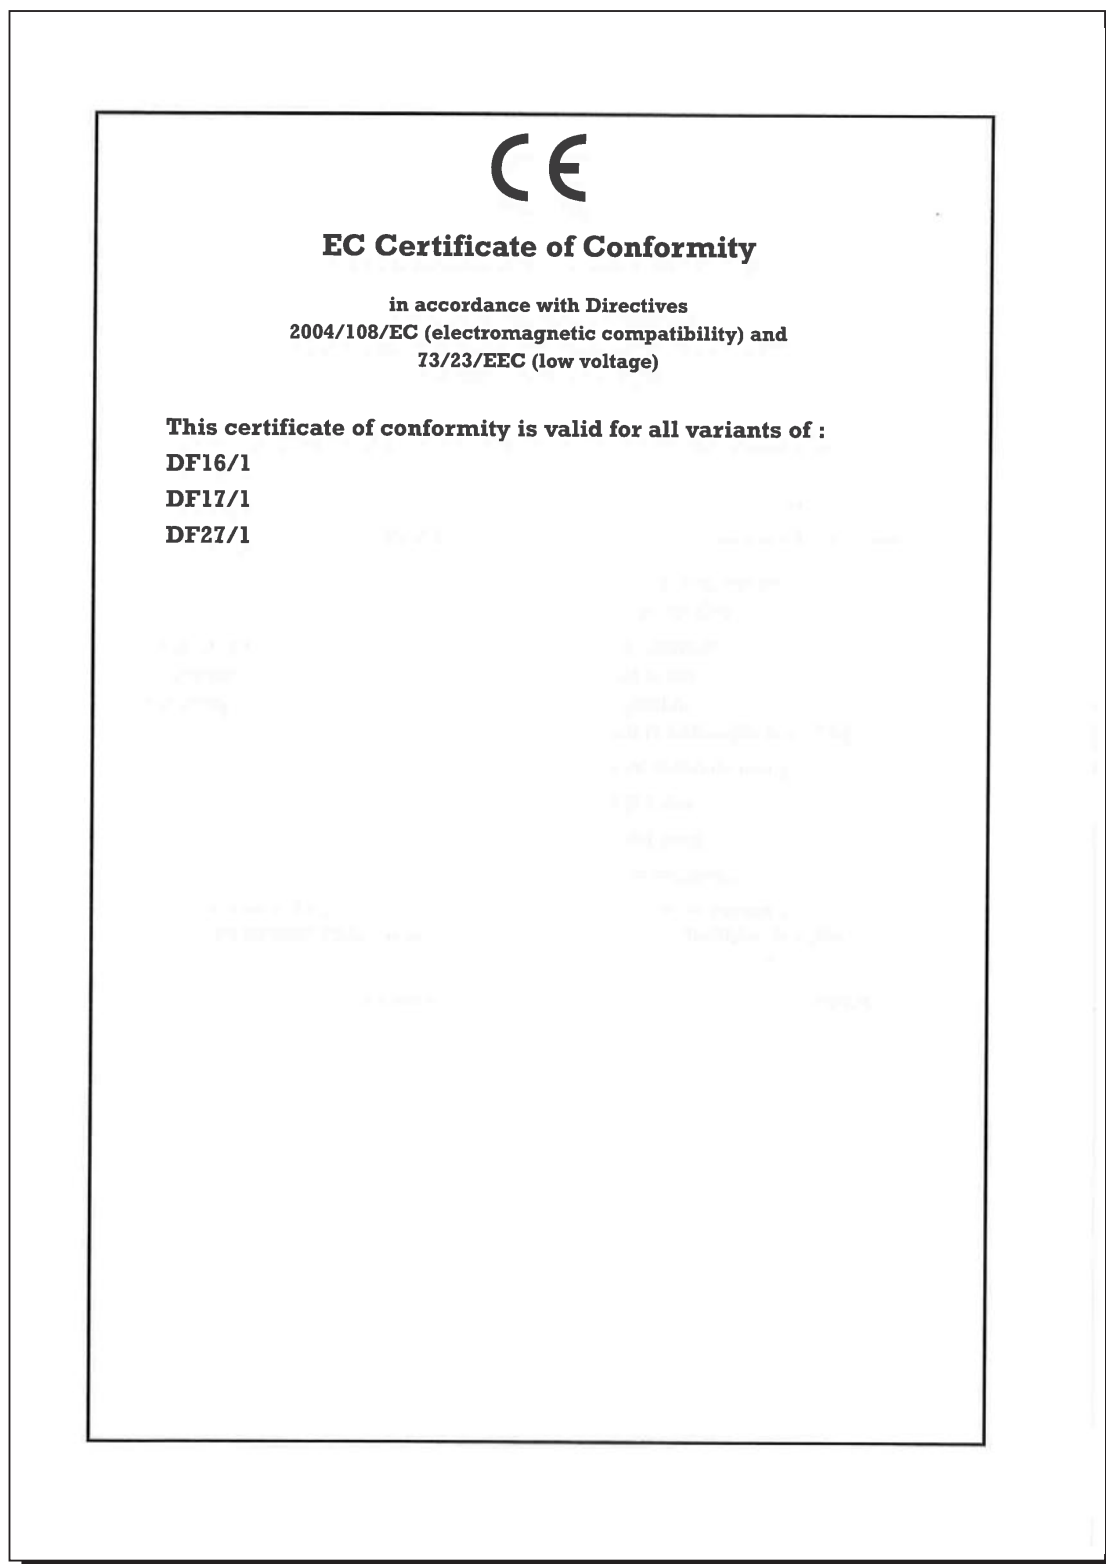 CE
EC Certificate of Conformity
in accordance with Directives
2004/108/EC (electromagnetic compatibility) and
73/23/EEC (low voltage)
This certificate of conformity is valid for all variants of :
DF16/1
DF17/1
DF27/1